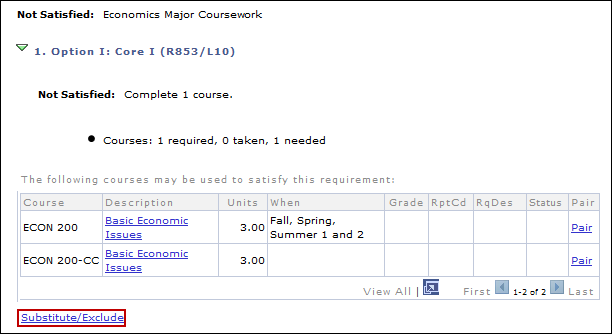 Not Satisfied: Economics Major Coursework
1. Option I: Core I (R853/L10)
Not Satisfied: Complete 1 course.
Courses: 1 required, 0 taken, 1 needed
The following courses may be used to satisfy this requirement:
Course Description Units When Grade RptCd RqDes Status Pair
ECON 200 Basic Economic Issues 3.00 Fall, Spring, Summer 1 and 2 Pair
ECON 200-CC Basic Economic Issues 3.00 Pair
View All | First 1-2 of 2 Last
Substitute/Exclude